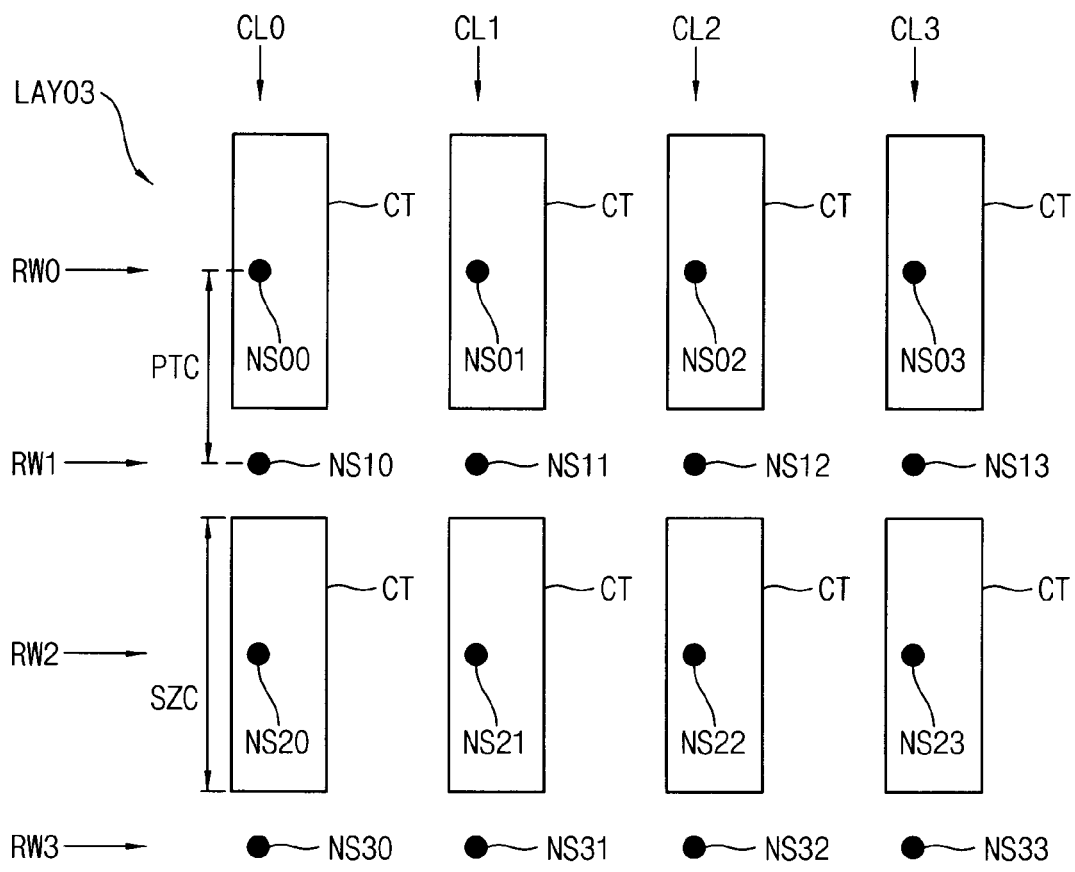 CL0 CL1 CL2 CL3
LAY03
CT CT CT CT
RW0
NS00 NS01 NS02 NS03
PTC
RW1 NS10 NS11 NS12 NS13
CT CT CT CT
RW2
SZC
NS20 NS21 NS22 NS23
RW3 NS30 NS31 NS32 NS33